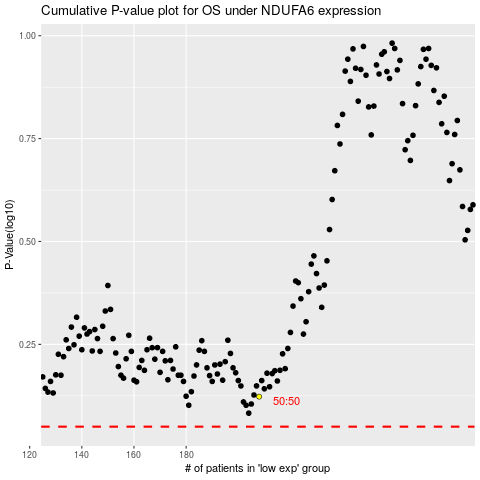 Cumulative P-value plot for OS under NDUFA6 expression
1.00
0.75
0.50
0.25
P-Value(log10)
50:50
120 140 160 180
# of patients in 'low exp' group